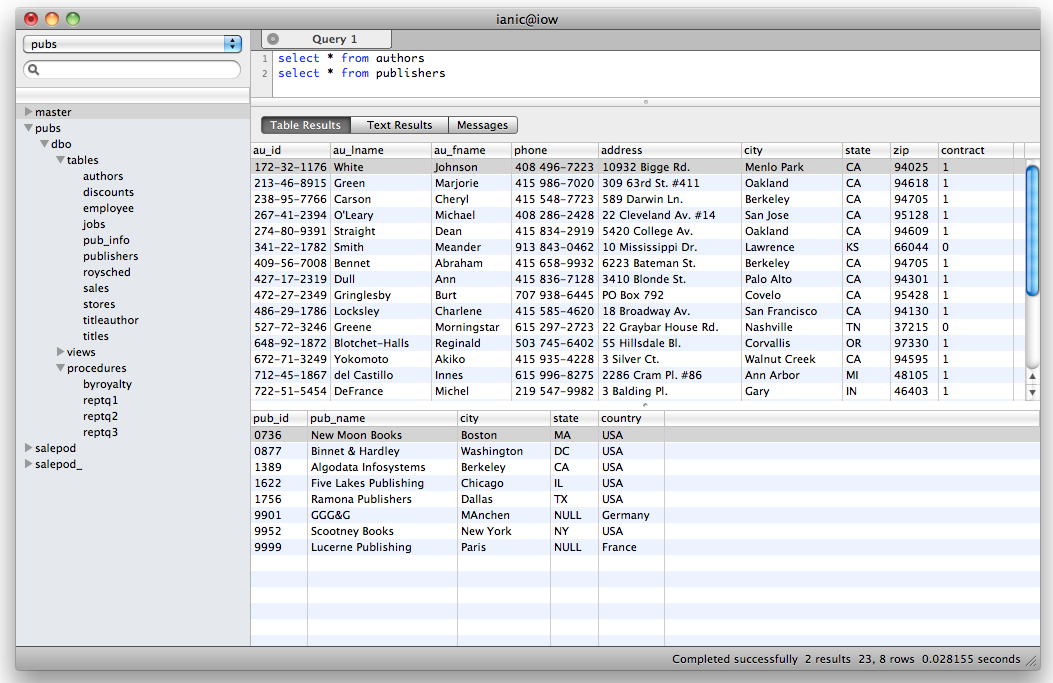 ianic@iow
pubs
master
pubs
dbo
tables
authors
discounts
employee
jobs
pub_info
publishers
roysched
sales
stores
titleauthor
titles
views
procedures
byroyalty
reptq1
reptq2
reptq3
salepod
salepod_
Query 1
1 select * from authors
2 select * from publishers
Table Results Text Results Messages
au_id au_lname au_fname phone address city state zip contract
172-32-1176 White Johnson 408 496-7223 10932 Bigge Rd. Menlo Park CA 94025 1
213-46-8915 Green Marjorie 415 986-7020 309 63rd St. #411 Oakland CA 94618 1
238-95-7766 Carson Cheryl 415 548-7723 589 Darwin Ln. Berkeley CA 94705 1
267-41-2394 O'Leary Michael 408 286-2428 22 Cleveland Av. #14 San Jose CA 95128 1
274-80-9391 Straight Dean 415 834-2919 5420 College Av. Oakland CA 94609 1
341-22-1782 Smith Meander 913 843-0462 10 Mississippi Dr. Lawrence KS 66044 0
409-56-7008 Bennet Abraham 415 658-9932 6223 Bateman St. Berkeley CA 94705 1
427-17-2319 Dull Ann 415 836-7128 3410 Blonde St. Palo Alto CA 94301 1
472-27-2349 Gringlesby Burt 707 938-6445 PO Box 792 Covelo CA 95428 1
486-29-1786 Locksley Charlene 415 585-4620 18 Broadway Av. San Francisco CA 94130 1
527-72-3246 Greene Morningstar 615 297-2723 22 Graybar House Rd. Nashville TN 37215 0
648-92-1872 Blotchet-Halls Reginald 503 745-6402 55 Hillsdale Bl. Corvallis OR 97330 1
672-71-3249 Yokomoto Akiko 415 935-4228 3 Silver Ct. Walnut Creek CA 94595 1
712-45-1867 del Castillo Innes 615 996-8275 2286 Cram Pl. #86 Ann Arbor MI 48105 1
722-51-5454 DeFrance Michel 219 547-9982 3 Balding Pl. Gary IN 46403 1
pub_id pub_name city state country
0736 New Moon Books Boston MA USA
0877 Binnet & Hardley Washington DC USA
1389 Algodata Infosystems Berkeley CA USA
1622 Five Lakes Publishing Chicago IL USA
1756 Ramona Publishers Dallas TX USA
9901 GGG&G MAnchen NULL Germany
9952 Scootney Books New York NY USA
9999 Lucerne Publishing Paris NULL France
Completed successfully 2 results 23, 8 rows 0.028155 seconds